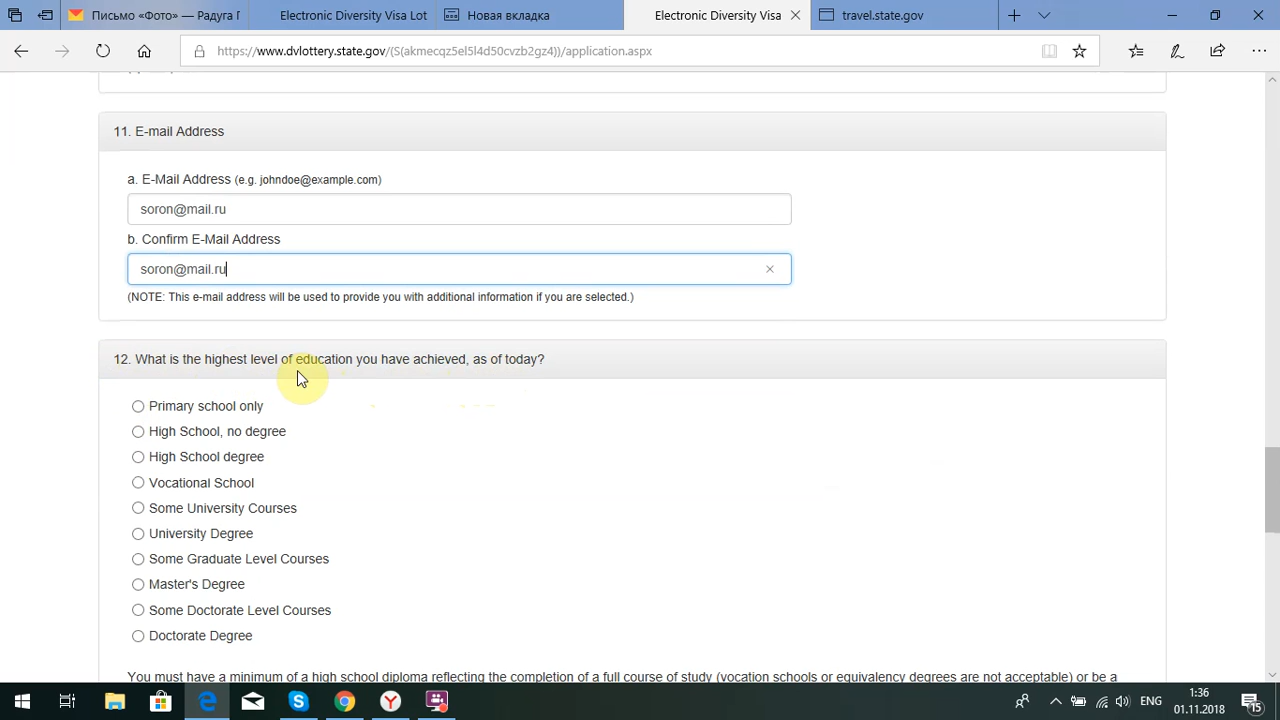 Письмо «Фото» — Радуга Г
Electronic Diversity Visa Lot
Новая вкладка
Electronic Diversity Visa
travel.state.gov
https://www.dvlottery.state.gov/(S(akmecqz5el5l4d50cvzb2gz4))/application.aspx
11. E-mail Address
a. E-Mail Address (e.g. johndoe@example.com)
soron@mail.ru
b. Confirm E-Mail Address
soron@mail.ru
(NOTE: This e-mail address will be used to provide you with additional information if you are selected.)
12. What is the highest level of education you have achieved, as of today?
Primary school only
High School, no degree
High School degree
Vocational School
Some University Courses
University Degree
Some Graduate Level Courses
Master's Degree
Some Doctorate Level Courses
Doctorate Degree
You must have a minimum of a high school diploma reflecting the completion of a full course of study (vocation schools or equivalency degrees are not acceptable) or be a
ENG
1:36
01.11.2018
15